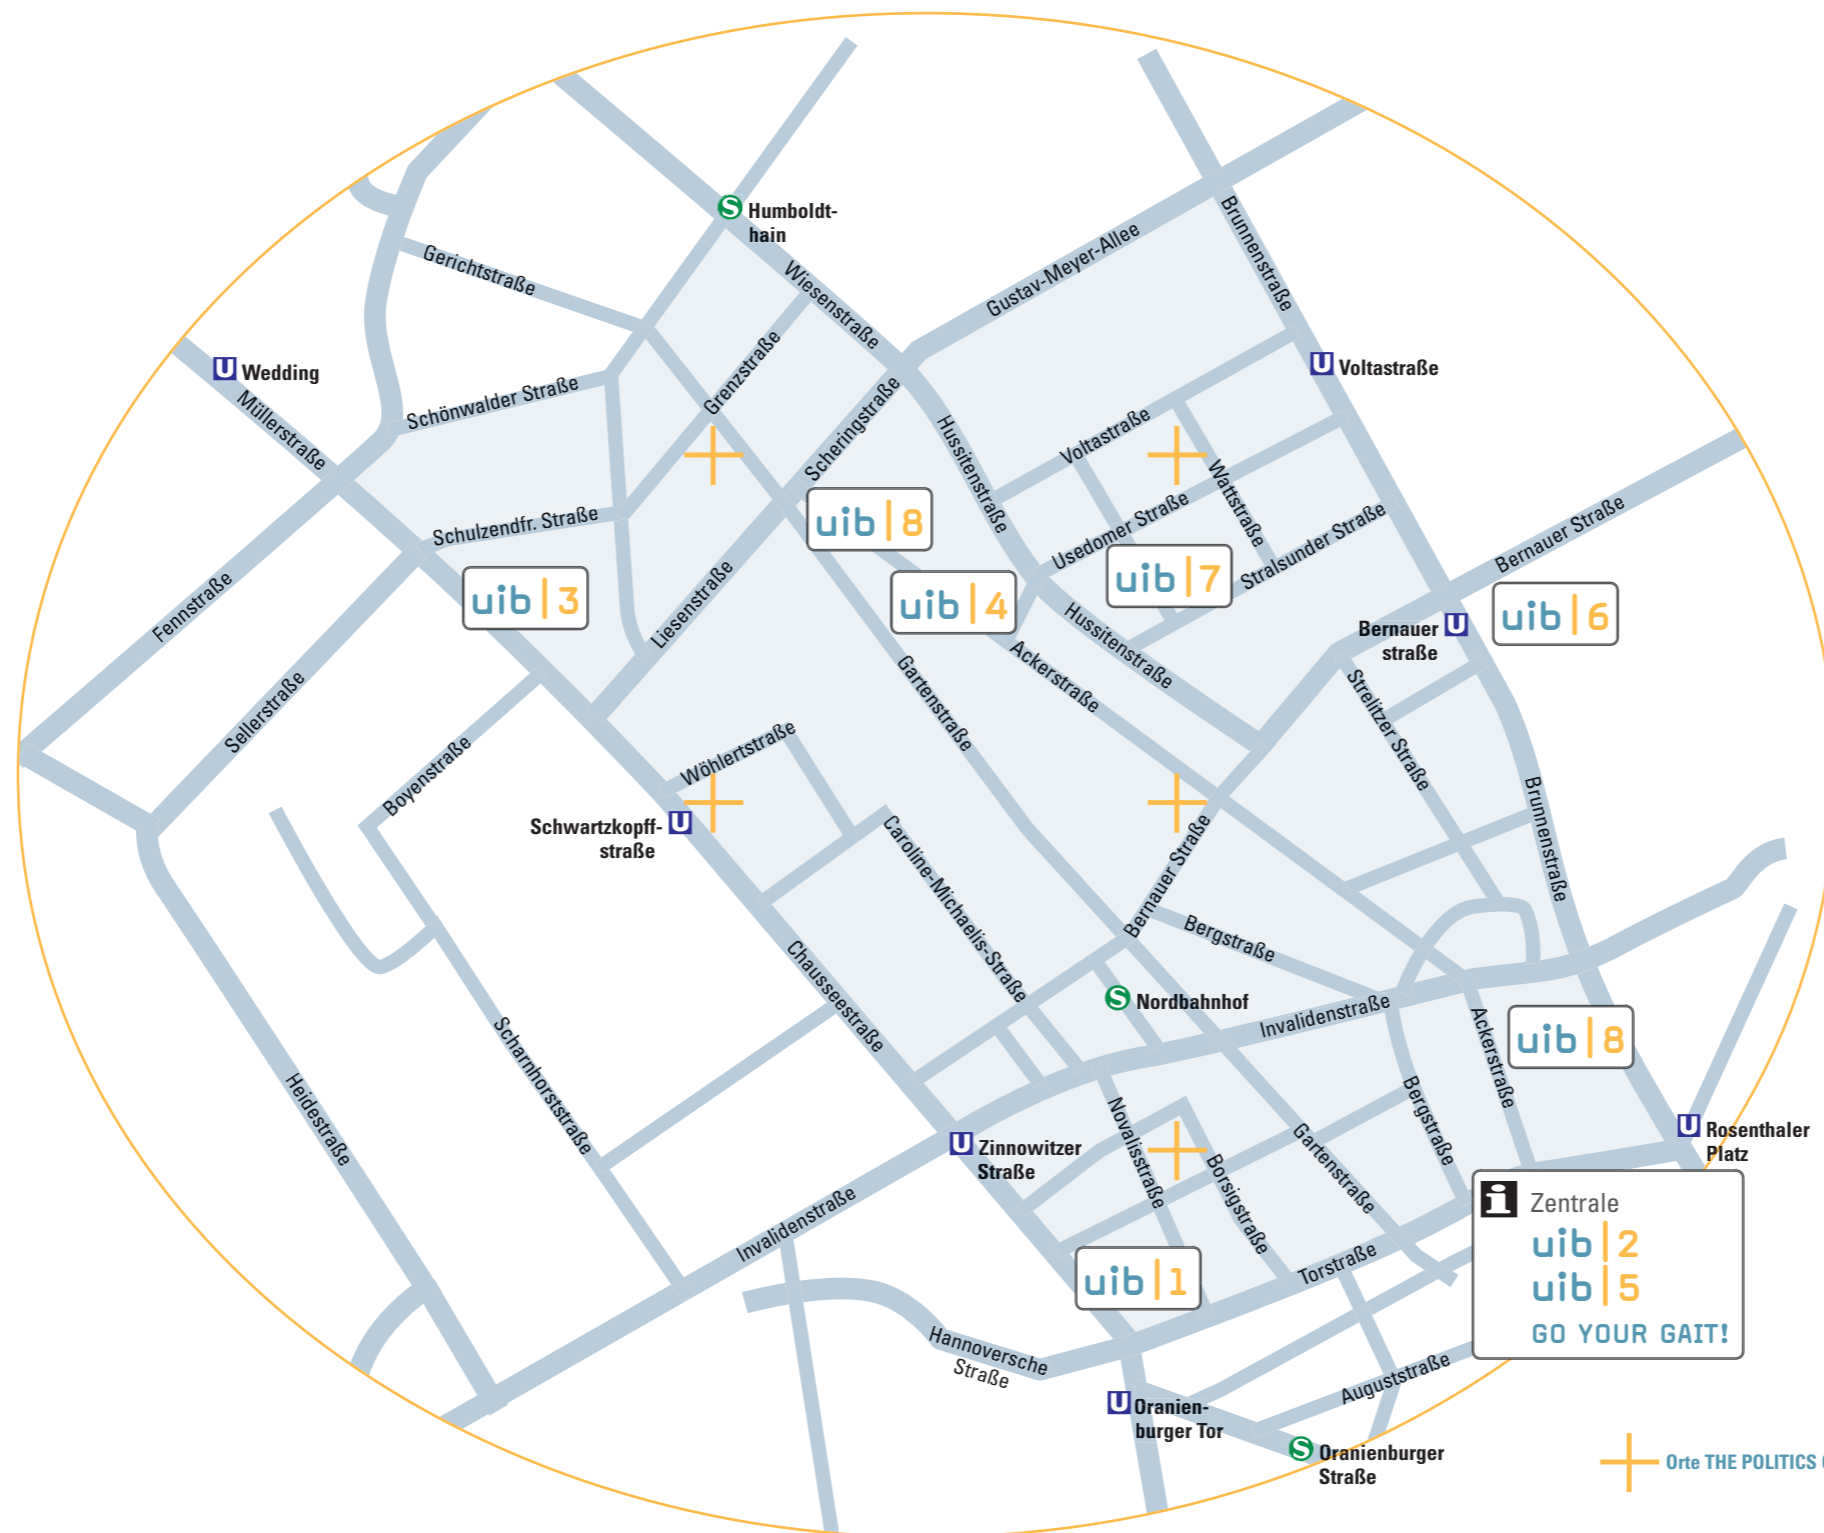 S Humboldt-
hain
Gerichtstraße
Wiesenstraße
Gustav-Meyer-Allee
Brunnenstraße
U Wedding
Müllerstraße
Schönwalder Straße
Grenzstraße
Scheringstraße
Hussitenstraße
U Voltastraße
Voltastraße
Wattstraße
Usedomer Straße
Stralsunder Straße
Schulzendfr. Straße
uib|8
uib|3
uib|4
uib|7
uib|6
Bernauer Straße
Bernauer U
straße
Fennstraße
Sellerstraße
Liesenstraße
Gartenstraße
Ackerstraße
Hussitenstraße
Strelitzer Straße
Boyenstraße
Wöhlertstraße
Schwartzkopff- U
straße
Caroline-Michaelis-Straße
Bernauer Straße
Brunnenstraße
Bergstraße
Chausseestraße
S Nordbahnhof
Invalidenstraße
Scharnhorststraße
Heidestraße
Ackerstraße
uib|8
Bergstraße
U Zinnowitzer
Straße
Novalisstraße
Borsigstraße
Gartenstraße
U Rosenthaler
Platz
Invalidenstraße
uib|1
Torstraße
i Zentrale
uib|2
uib|5
GO YOUR GAIT!
Hannoversche
Straße
Auguststraße
U Oranien-
burger Tor
S Oranienburger
Straße
Orte THE POLITICS